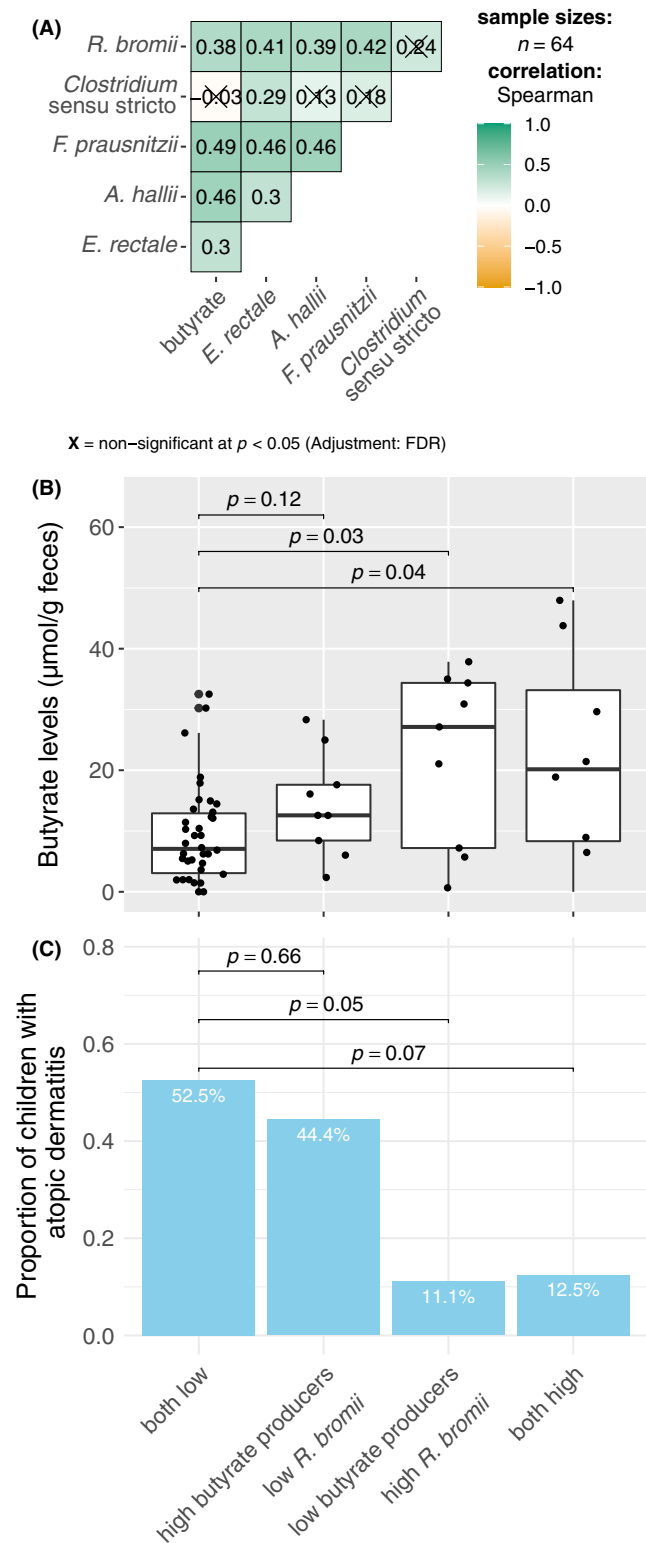 (A)
R. bromii
0.38 0.41 0.39 0.42 0.24
Clostridium
sensu stricto
−0.03 0.29 0.13 0.18
F. prausnitzii
0.49 0.46 0.46
A. hallii
0.46 0.3
E. rectale
0.3
butyrate
E. rectale
A. hallii
F. prausnitzii
Clostridium
sensu stricto
sample sizes:
n = 64
correlation:
Spearman
1.0
0.5
0.0
−0.5
−1.0
X = non−significant at p < 0.05 (Adjustment: FDR)
(B)
Butyrate levels (μmol/g feces)
60
40
20
0
p = 0.12
p = 0.03
p = 0.04
(C)
Proportion of children with
atopic dermatitis
0.8
0.6
0.4
0.2
0.0
p = 0.66
p = 0.05
p = 0.07
52.5%
44.4%
11.1%
12.5%
both low
high butyrate producers
low R. bromii
low butyrate producers
high R. bromii
both high